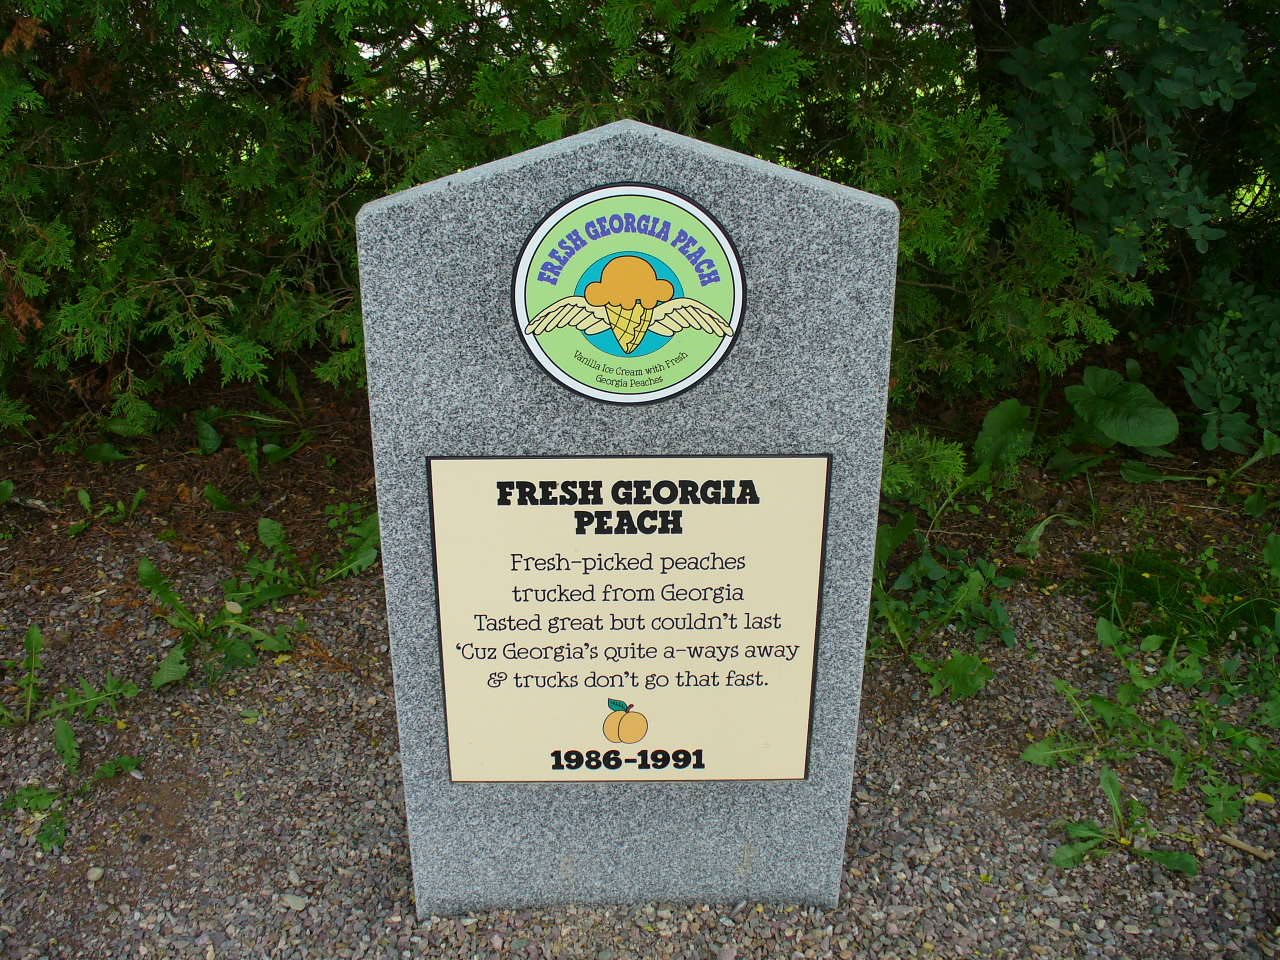 FRESH GEORGIA PEACH
Vanilla Ice Cream with Fresh
Georgia Peaches
FRESH GEORGIA
PEACH
Fresh-picked peaches
trucked from Georgia
Tasted great but couldn't last
'Cuz Georgia's quite a-ways away
& trucks don't go that fast.
1986-1991